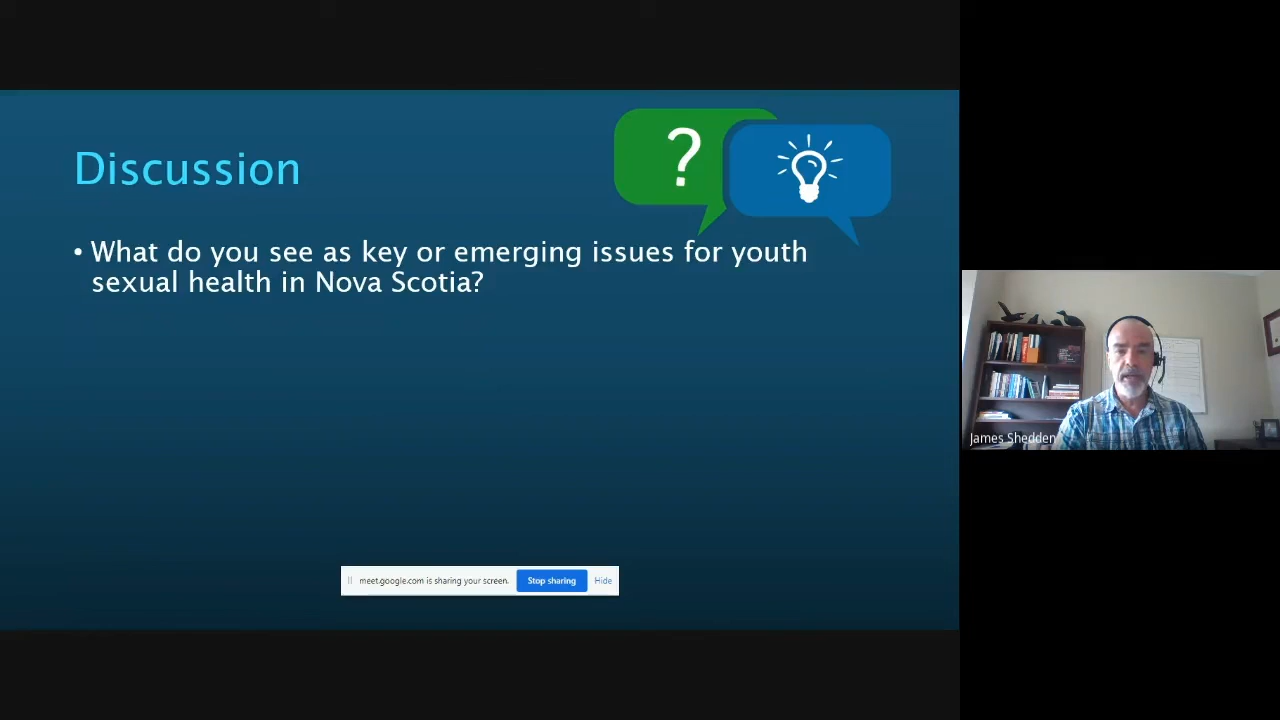 Discussion
?
• What do you see as key or emerging issues for youth
sexual health in Nova Scotia?
James Shedden
meet.google.com is sharing your screen.
Stop sharing
Hide